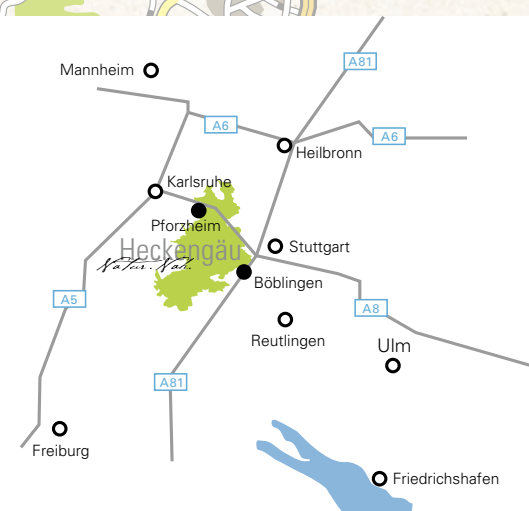 A81
Mannheim
A6
A6
Heilbronn
Karlsruhe
Pforzheim
Heckengäu
Natur. Nah.
Stuttgart
Böblingen
A5
A8
Reutlingen
Ulm
A81
Freiburg
Friedrichshafen